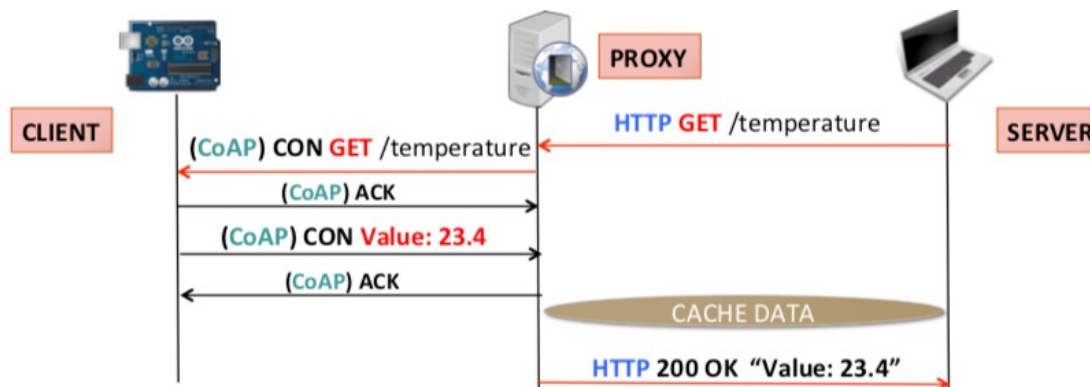 PROXY
CLIENT
HTTP GET /temperature
SERVER
(CoAP) CON GET /temperature
(CoAP) ACK
(CoAP) CON Value: 23.4
(CoAP) ACK
CACHE DATA
HTTP 200 OK “Value: 23.4”